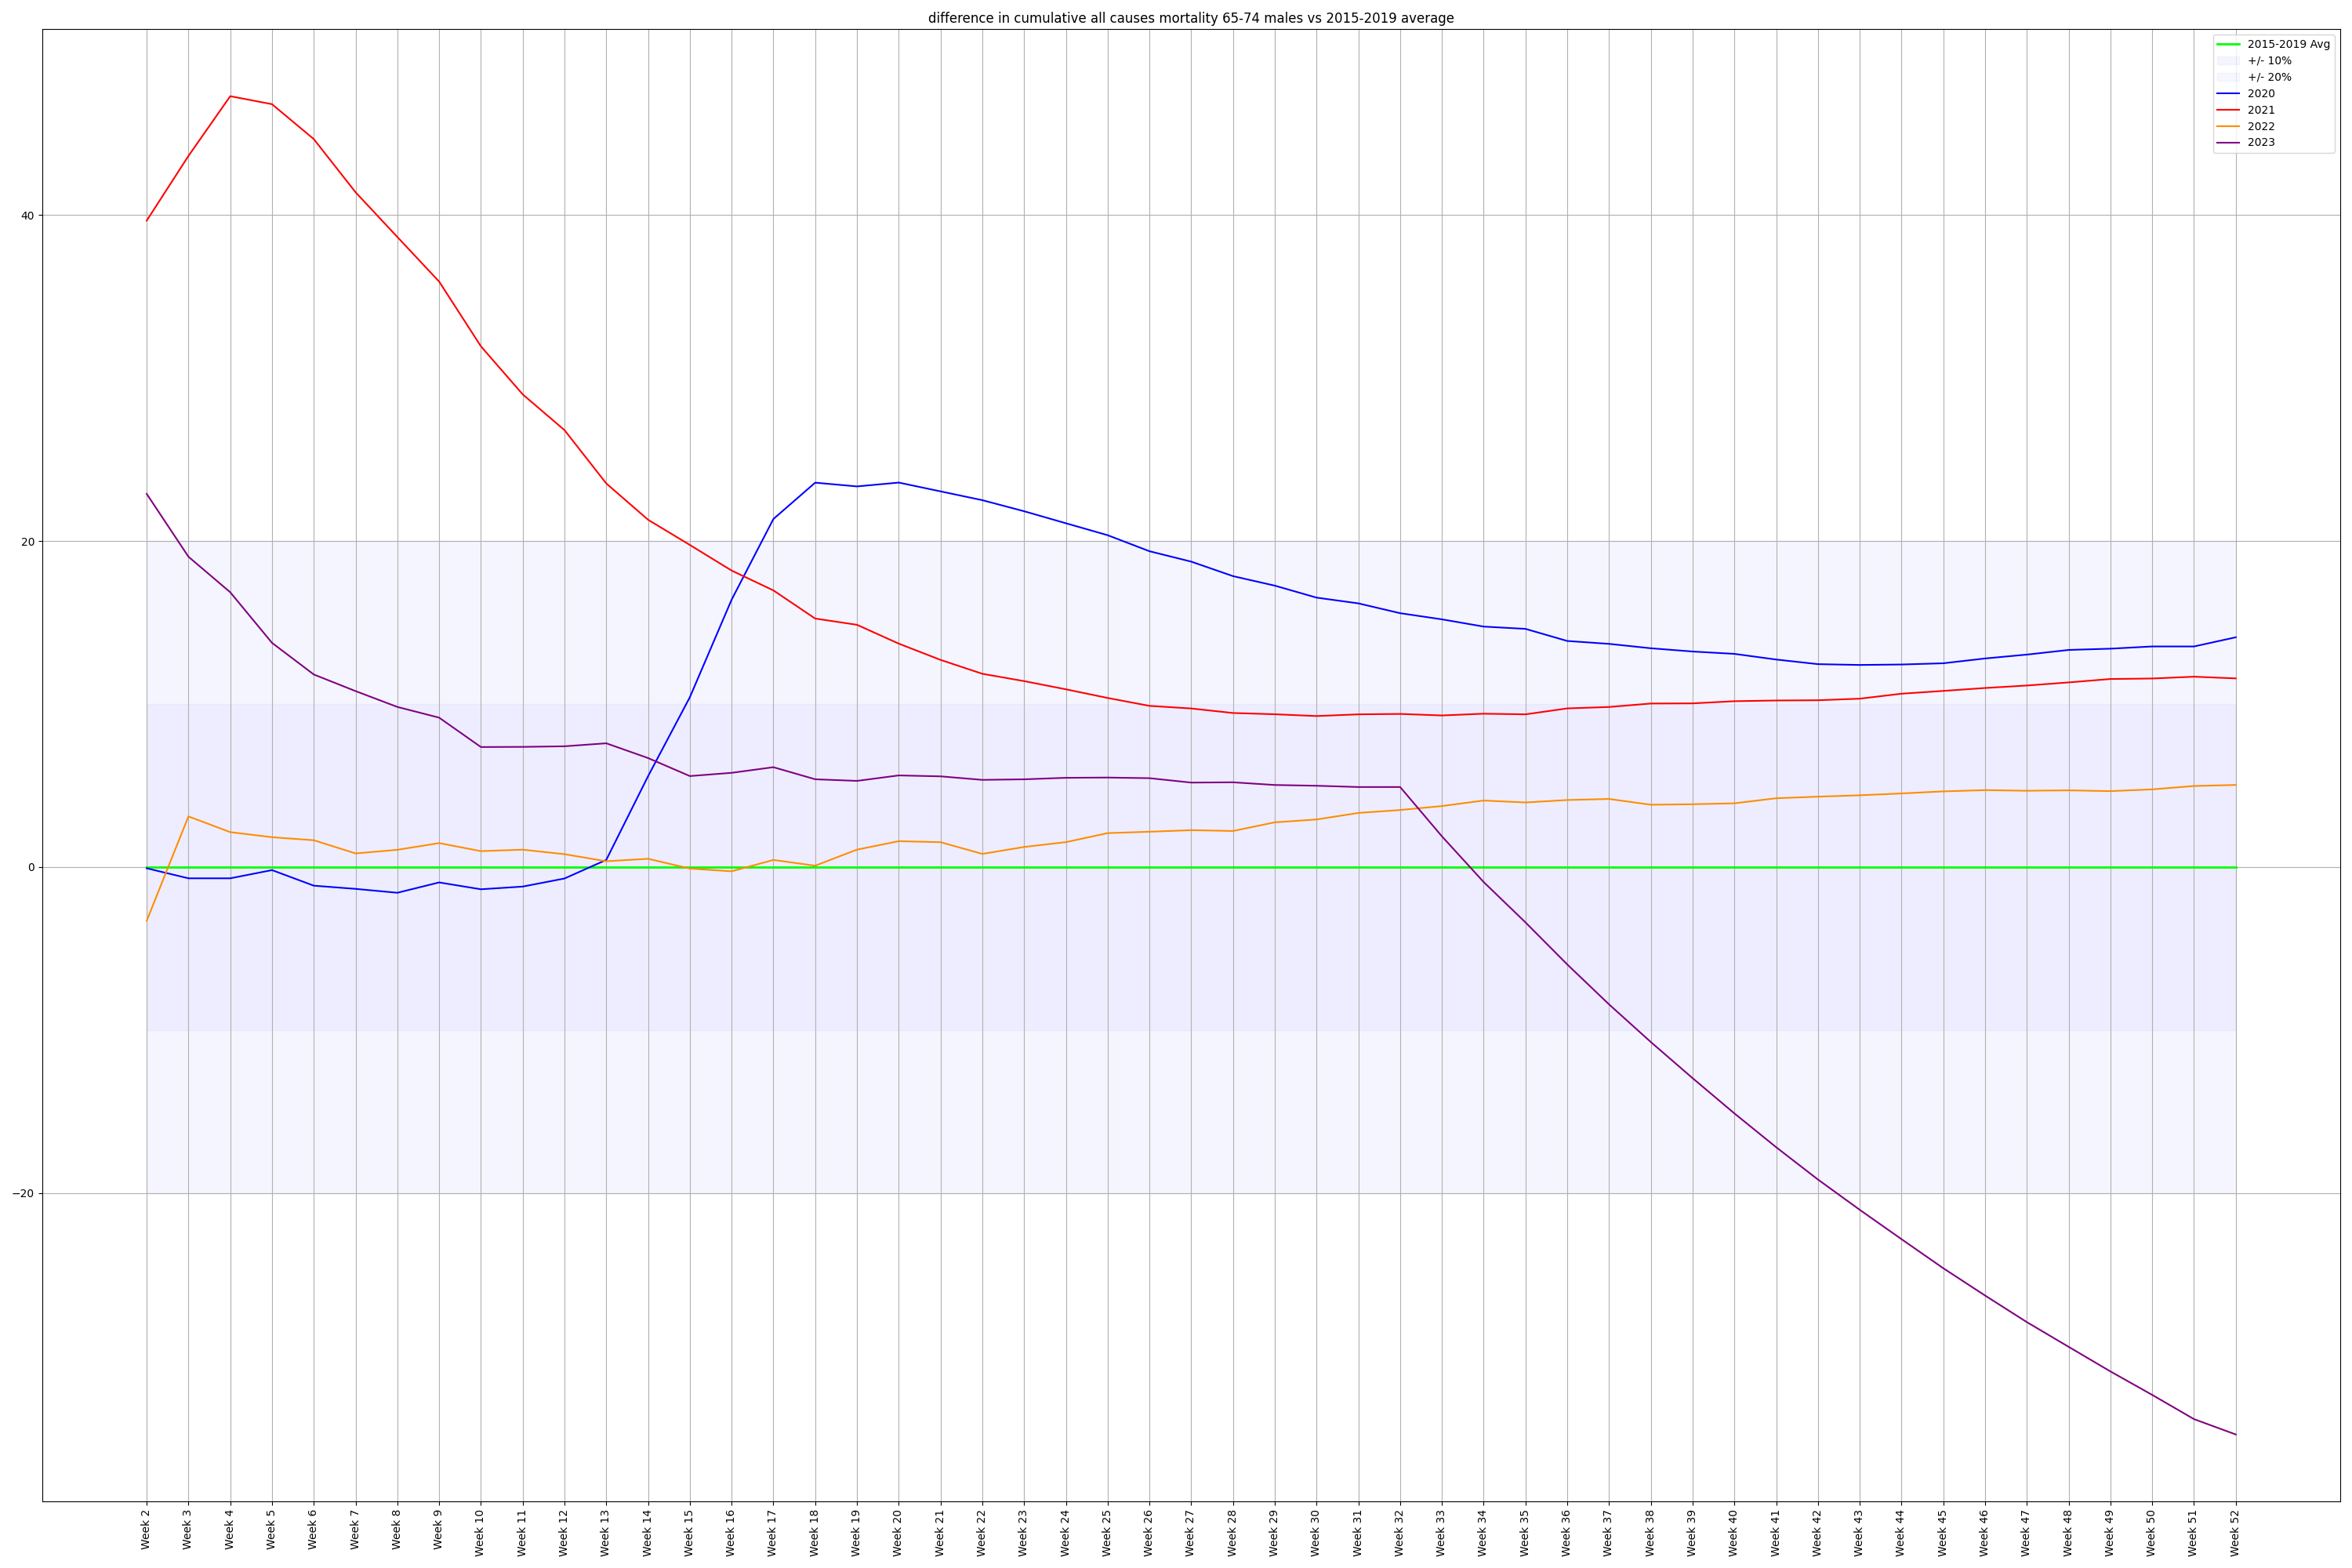 difference in cumulative all causes mortality 65-74 males vs 2015-2019 average
2015-2019 Avg
+/- 10%
+/- 20%
2020
2021
2022
2023
40
20
0
−20
Week 2
Week 3
Week 4
Week 5
Week 6
Week 7
Week 8
Week 9
Week 10
Week 11
Week 12
Week 13
Week 14
Week 15
Week 16
Week 17
Week 18
Week 19
Week 20
Week 21
Week 22
Week 23
Week 24
Week 25
Week 26
Week 27
Week 28
Week 29
Week 30
Week 31
Week 32
Week 33
Week 34
Week 35
Week 36
Week 37
Week 38
Week 39
Week 40
Week 41
Week 42
Week 43
Week 44
Week 45
Week 46
Week 47
Week 48
Week 49
Week 50
Week 51
Week 52